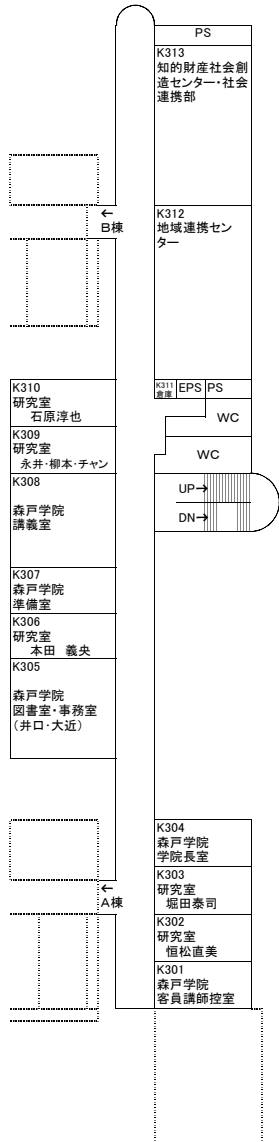 PS
K313
知的財産社会創
造センター・社会
連携部
←
B棟
K312
地域連携セン
ター
K311
倉庫
EPS
PS
WC
WC
K310
研究室
石原淳也
K309
研究室
永井・柳本・チャン
K308
森戸学院
講義室
UP→
DN→
K307
森戸学院
準備室
K306
研究室
本田　義央
K305
森戸学院
図書室・事務室
（井口・大近）
K304
森戸学院
学院長室
←
A棟
K303
研究室
堀田泰司
K302
研究室
恒松直美
K301
森戸学院
客員講師控室